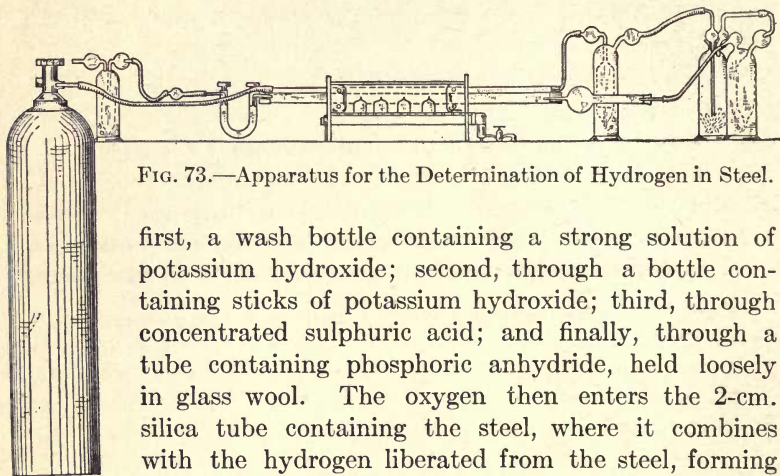 FIG. 73.—Apparatus for the Determination of Hydrogen in Steel.
first, a wash bottle containing a strong solution of
potassium hydroxide; second, through a bottle con-
taining sticks of potassium hydroxide; third, through
concentrated sulphuric acid; and finally, through a
tube containing phosphoric anhydride, held loosely
in glass wool. The oxygen then enters the 2-cm.
silica tube containing the steel, where it combines
with the hydrogen liberated from the steel, forming